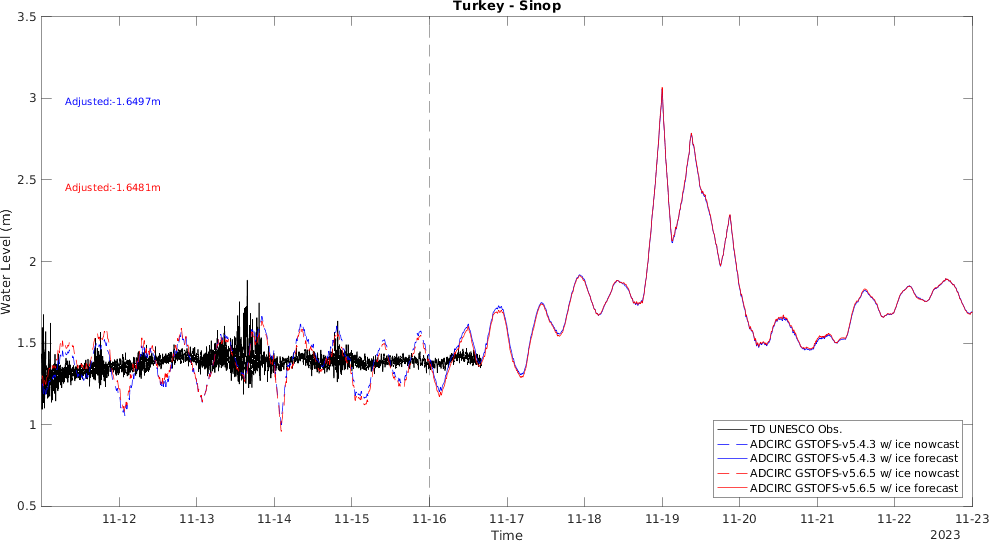 Turkey - Sinop
3.5
3
2.5
2
1.5
1
0.5
Water Level (m)
Adjusted:-1.6497m
Adjusted:-1.6481m
TD UNESCO Obs.
ADCIRC GSTOFS-v5.4.3 w/ ice nowcast
ADCIRC GSTOFS-v5.4.3 w/ ice forecast
ADCIRC GSTOFS-v5.6.5 w/ ice nowcast
ADCIRC GSTOFS-v5.6.5 w/ ice forecast
11-12 11-13 11-14 11-15 11-16 11-17 11-18 11-19 11-20 11-21 11-22 11-23
Time
2023